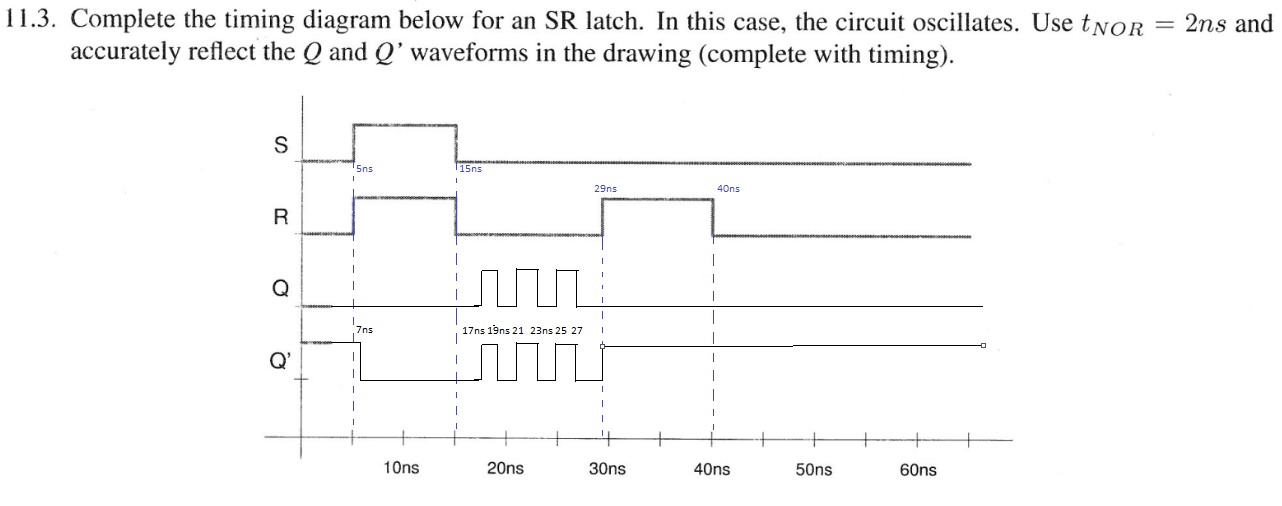 11.3. Complete the timing diagram below for an SR latch. In this case, the circuit oscillates. Use tNOR = 2ns and
accurately reflect the Q and Q' waveforms in the drawing (complete with timing).
S
5ns 15ns
29ns 40ns
R
Q
7ns 17ns 19ns 21 23ns 25 27
Q'
10ns 20ns 30ns 40ns 50ns 60ns